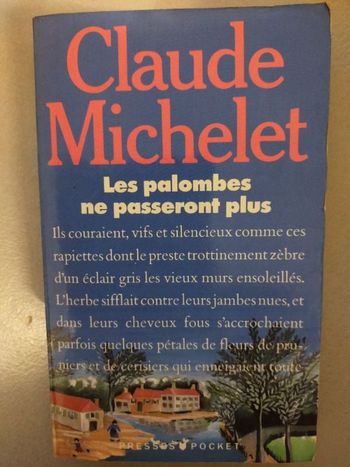 Claude
Michelet
Les palombes
ne passeront plus
Ils couraient, vifs et silencieux comme ces
rapiettes dont le preste trottinement zèbre
d'un éclair gris les vieux murs ensoleillés.
L'herbe sifflait contre leurs jambes nues, et
dans leurs cheveux fous s'accrochaient
parfois quelques pétales de fleurs de pru-
niers et de cerisiers qui enneigeaient toute
PRESSES POCKET